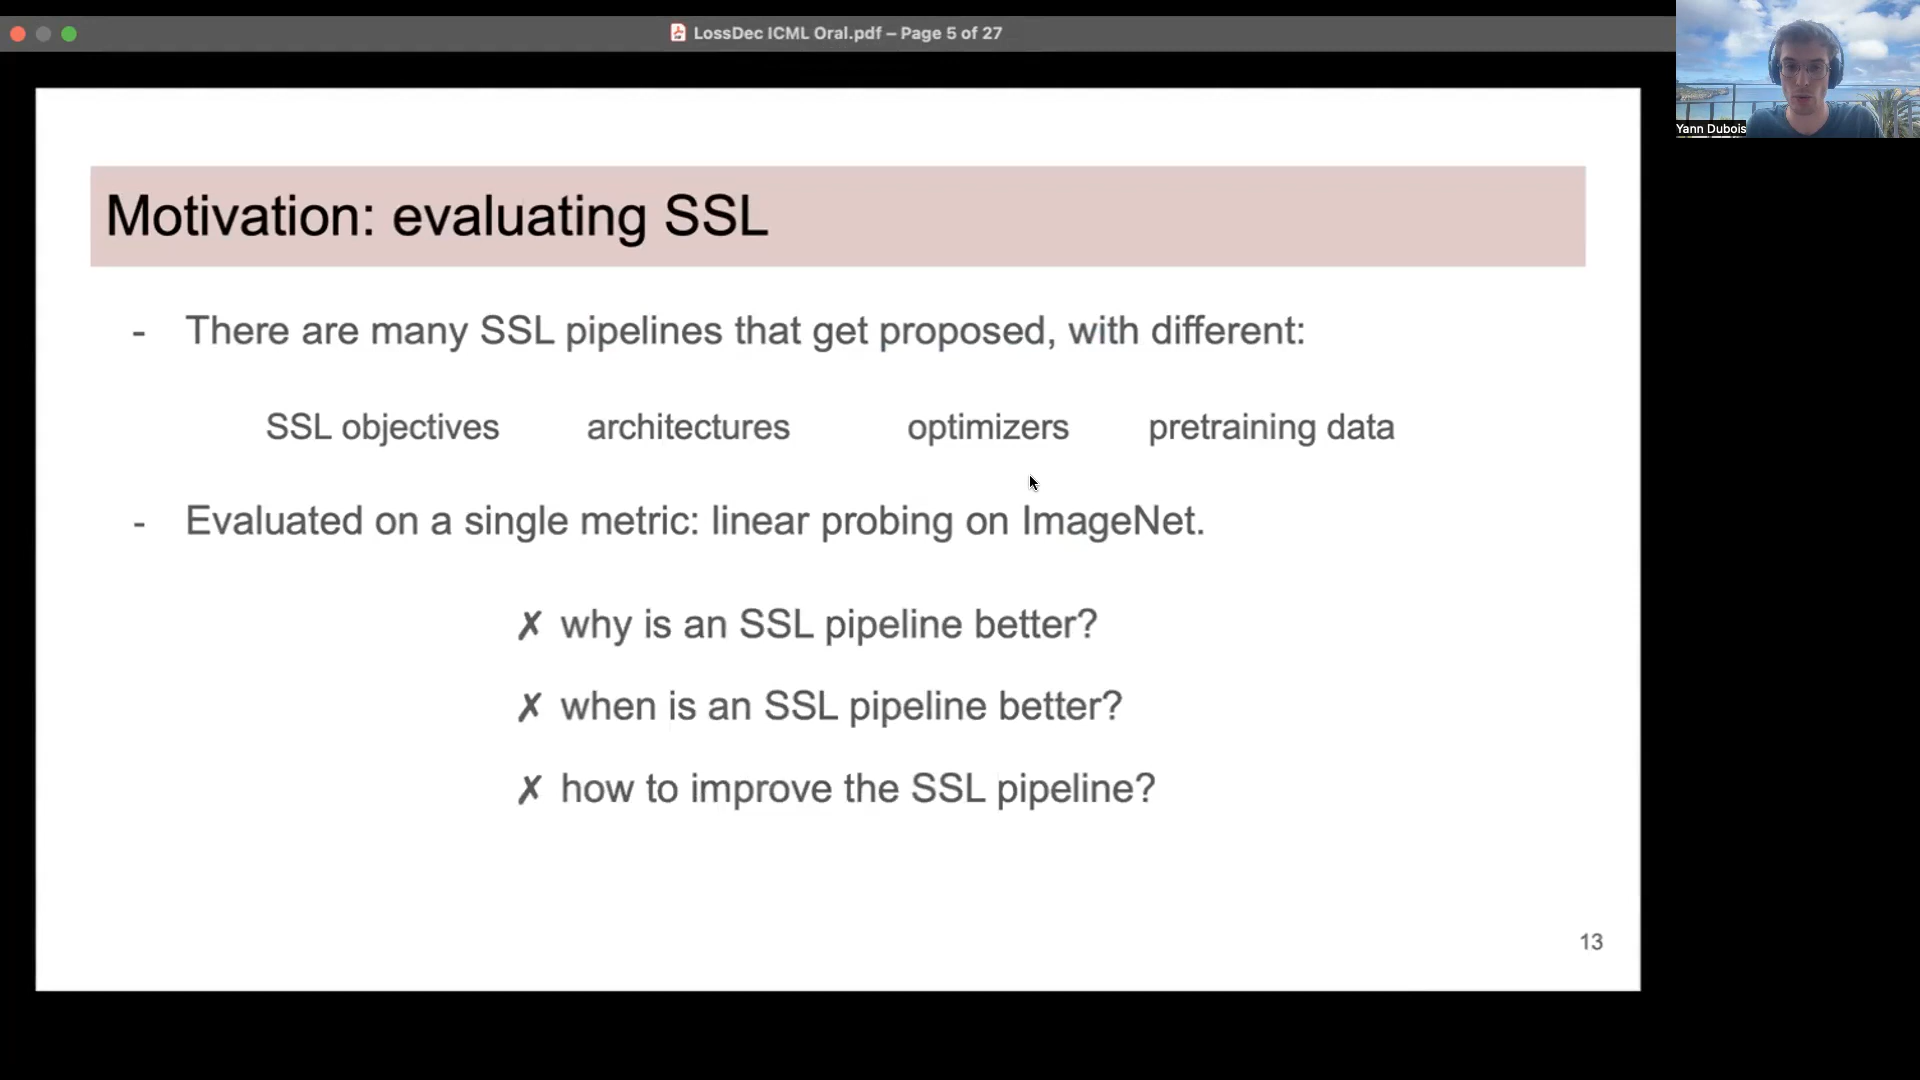 LossDec ICML Oral.pdf – Page 5 of 27
Yann Dubois
Motivation: evaluating SSL
- There are many SSL pipelines that get proposed, with different:
SSL objectives architectures optimizers pretraining data
- Evaluated on a single metric: linear probing on ImageNet.
✗ why is an SSL pipeline better?
✗ when is an SSL pipeline better?
✗ how to improve the SSL pipeline?
13